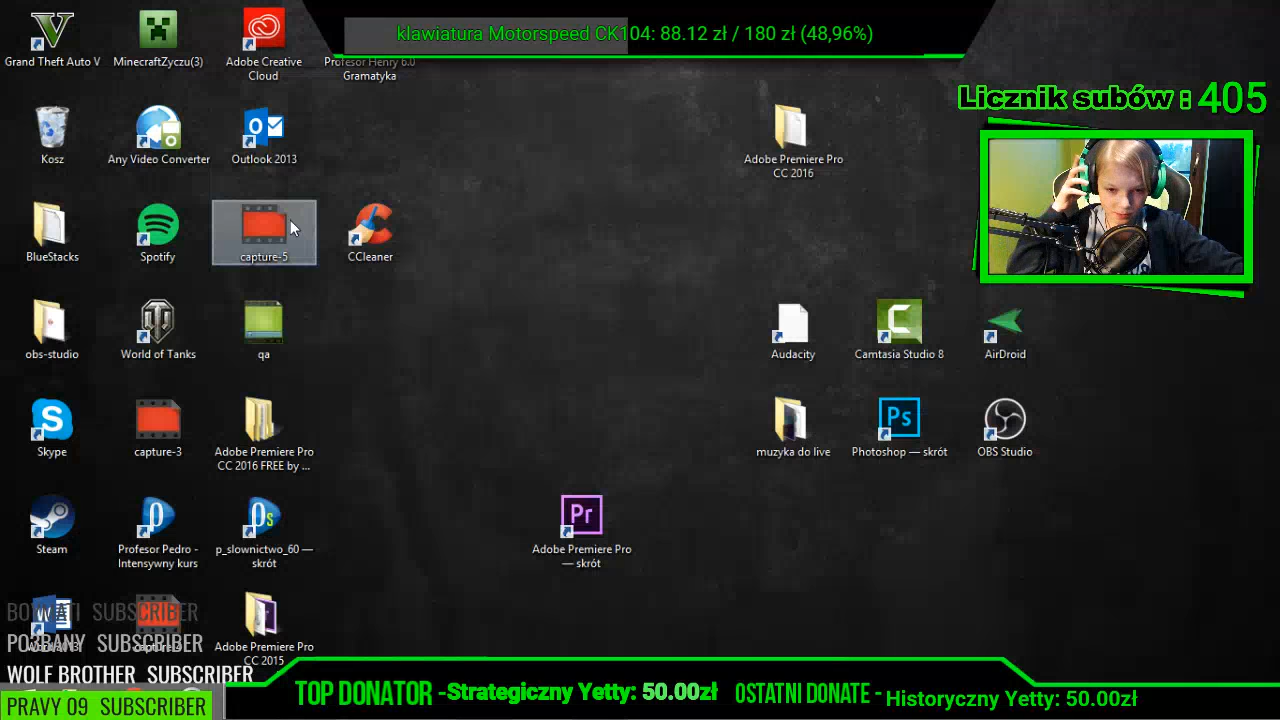 klawiatura Motorspeed CK104: 88.12 zł / 180 zł (48,96%)
Grand Theft Auto V
MinecraftZyczu(3)
Adobe Creative
Cloud
Profesor Henry 6.0
Gramatyka
Licznik subów : 405
Kosz
Any Video Converter
Outlook 2013
Adobe Premiere Pro
CC 2016
BlueStacks
Spotify
capture-5
CCleaner
obs-studio
World of Tanks
qa
Audacity
Camtasia Studio 8
AirDroid
Skype
capture-3
Adobe Premiere Pro
CC 2016 FREE by ...
muzyka do live
Photoshop — skrót
OBS Studio
Steam
Profesor Pedro -
Intensywny kurs
p_slownictwo_60 —
skrót
Adobe Premiere Pro
— skrót
SUBSCRIBER
PO3BANY SUBSCRIBER
Adobe Premiere Pro
CC 2015
WOLF BROTHER SUBSCRIBER
PRAVY 09 SUBSCRIBER
TOP DONATOR -Strategiczny Yetty: 50.00zł
OSTATNI DONATE - Historyczny Yetty: 50.00zł